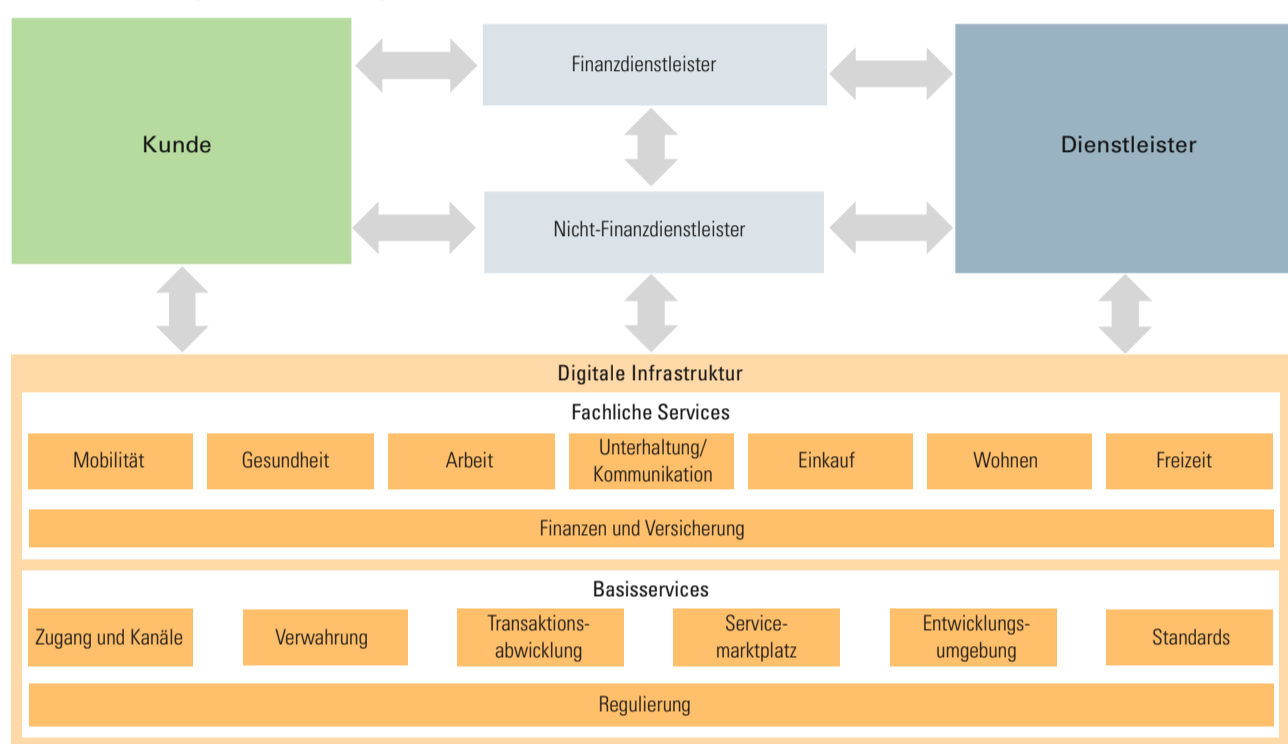 Finanzdienstleister
Kunde
Dienstleister
Nicht-Finanzdienstleister
Digitale Infrastruktur
Fachliche Services
Mobilität
Gesundheit
Arbeit
Unterhaltung/
Kommunikation
Einkauf
Wohnen
Freizeit
Finanzen und Versicherung
Basisservices
Zugang und Kanäle
Verwahrung
Transaktions-
abwicklung
Service-
marktplatz
Entwicklungs-
umgebung
Standards
Regulierung